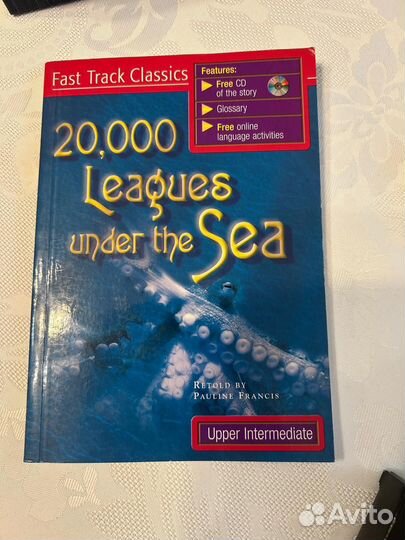 Fast Track Classics
Features:
Free CD
of the story
Glossary
Free online
language activities
20,000
Leagues
under the Sea
RETOLD BY
PAULINE FRANCIS
Upper Intermediate
Avito